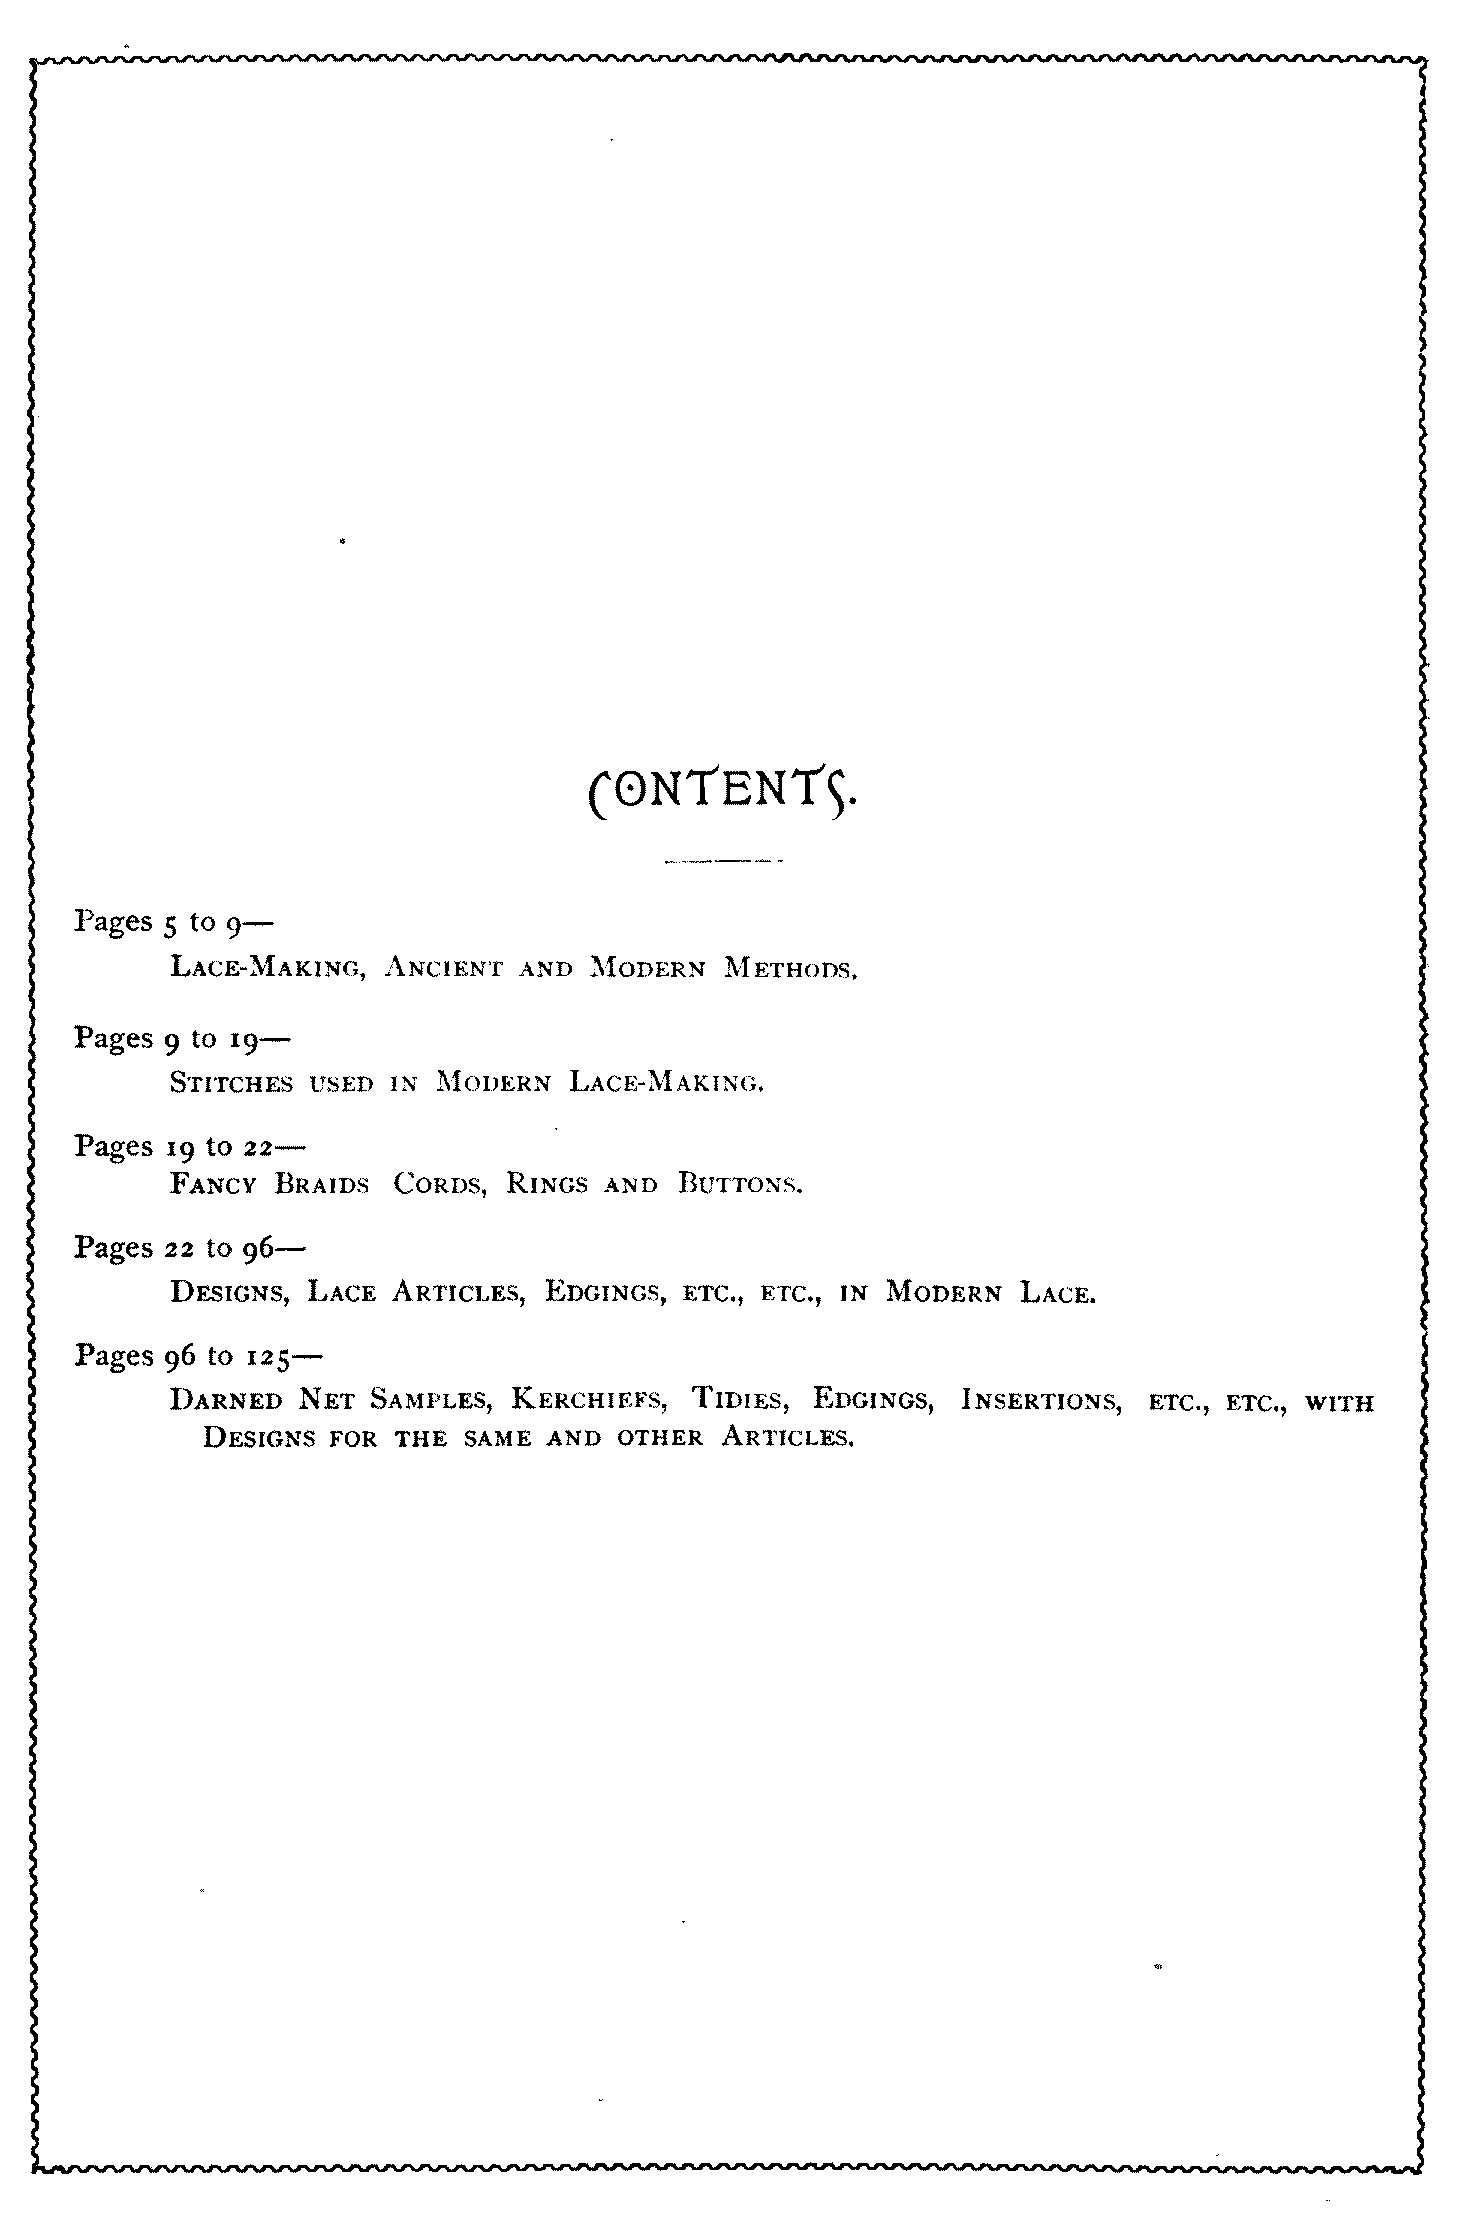 CONTENTS.
Pages 5 to 9—
LACE-MAKING, ANCIENT AND MODERN METHODS.
Pages 9 to 19—
STITCHES USED IN MODERN LACE-MAKING.
Pages 19 to 22—
FANCY BRAIDS CORDS, RINGS AND BUTTONS.
Pages 22 to 96—
DESIGNS, LACE ARTICLES, EDGINGS, ETC., ETC., IN MODERN LACE.
Pages 96 to 125—
DARNED NET SAMPLES, KERCHIEFS, TIDIES, EDGINGS, INSERTIONS, ETC., ETC., WITH
DESIGNS FOR THE SAME AND OTHER ARTICLES.